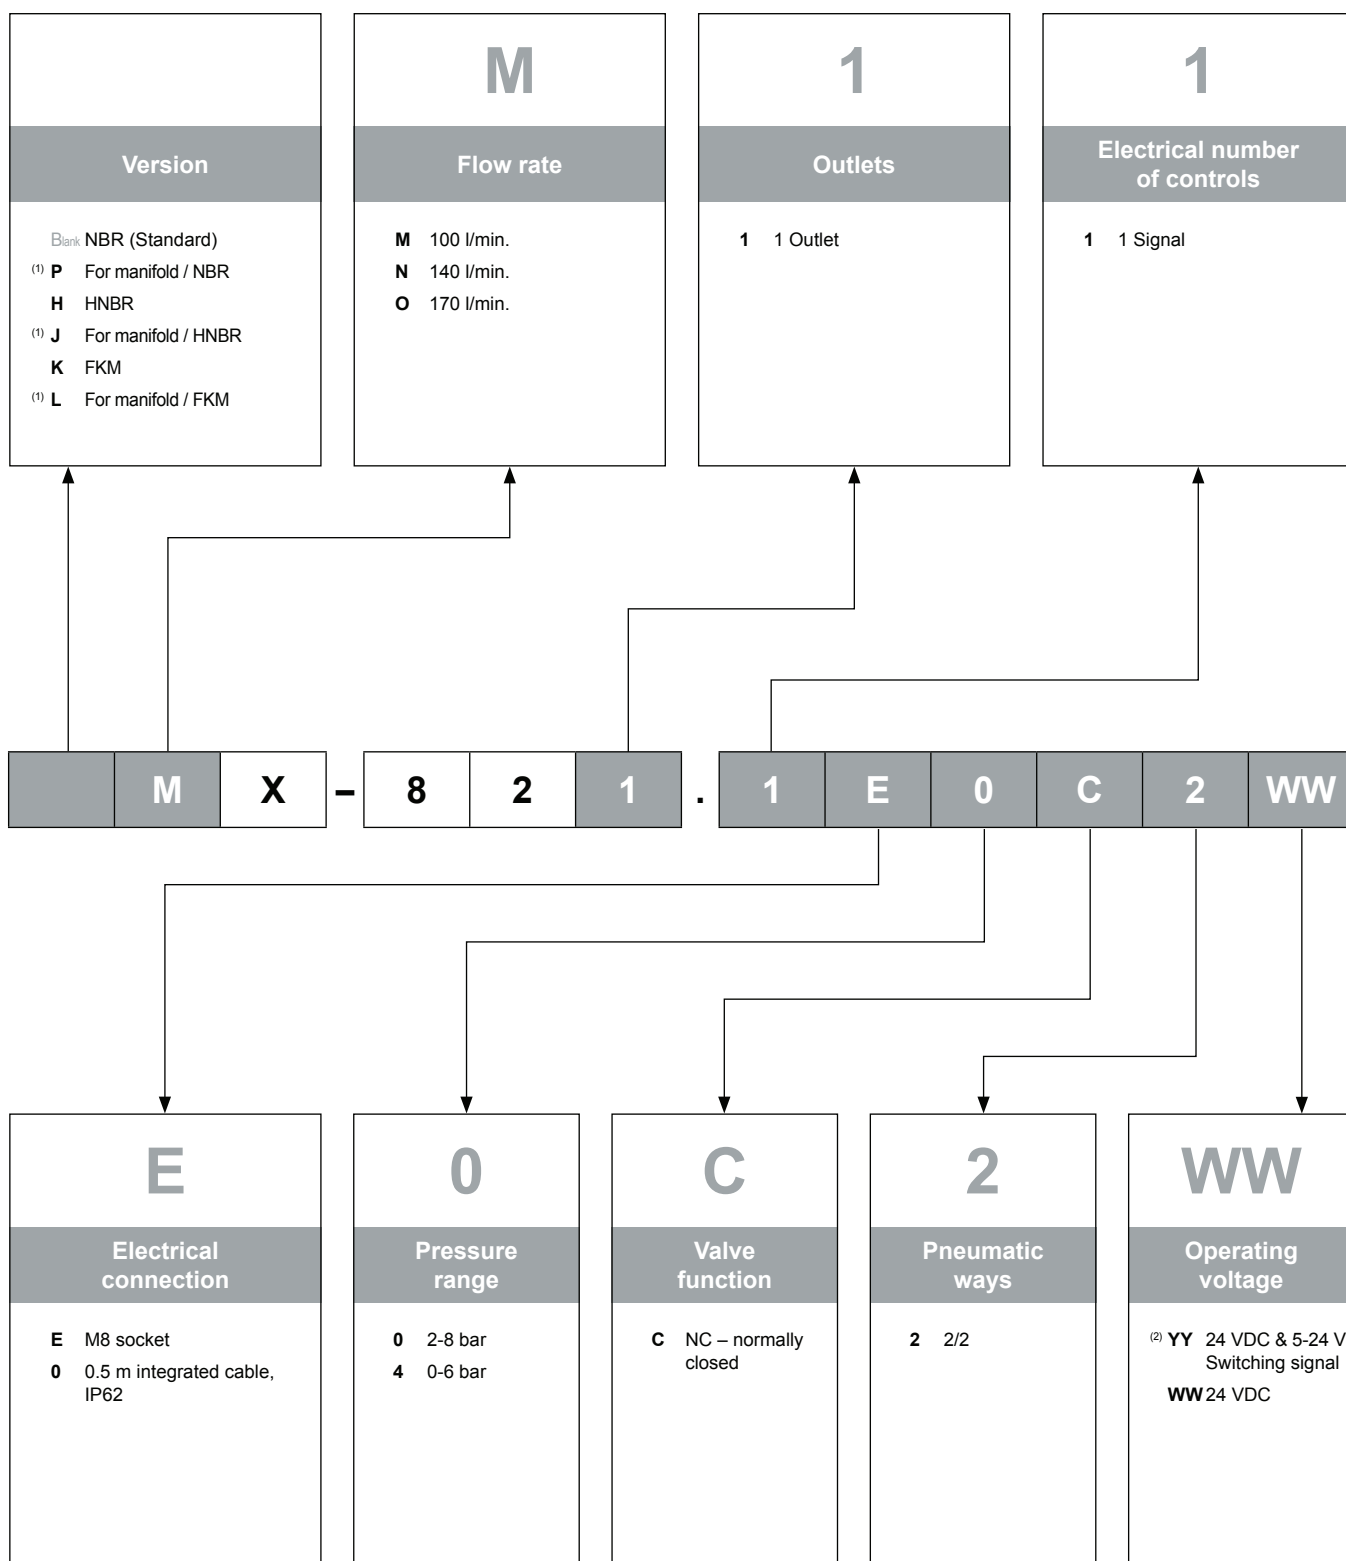 M
1
1
Version
Flow rate
Outlets
Electrical number
of controls
Blank NBR (Standard)
(1) P For manifold / NBR
H HNBR
(1) J For manifold / HNBR
K FKM
(1) L For manifold / FKM
M 100 l/min.
N 140 l/min.
O 170 l/min.
1 1 Outlet
1 1 Signal
M X – 8 2 1 . 1 E 0 C 2 WW
E
0
C
2
WW
Electrical
connection
Pressure
range
Valve
function
Pneumatic
ways
Operating
voltage
E M8 socket
0 0.5 m integrated cable,
IP62
0 2-8 bar
4 0-6 bar
C NC – normally
closed
2 2/2
(2) YY 24 VDC & 5-24 V
Switching signal
WW 24 VDC